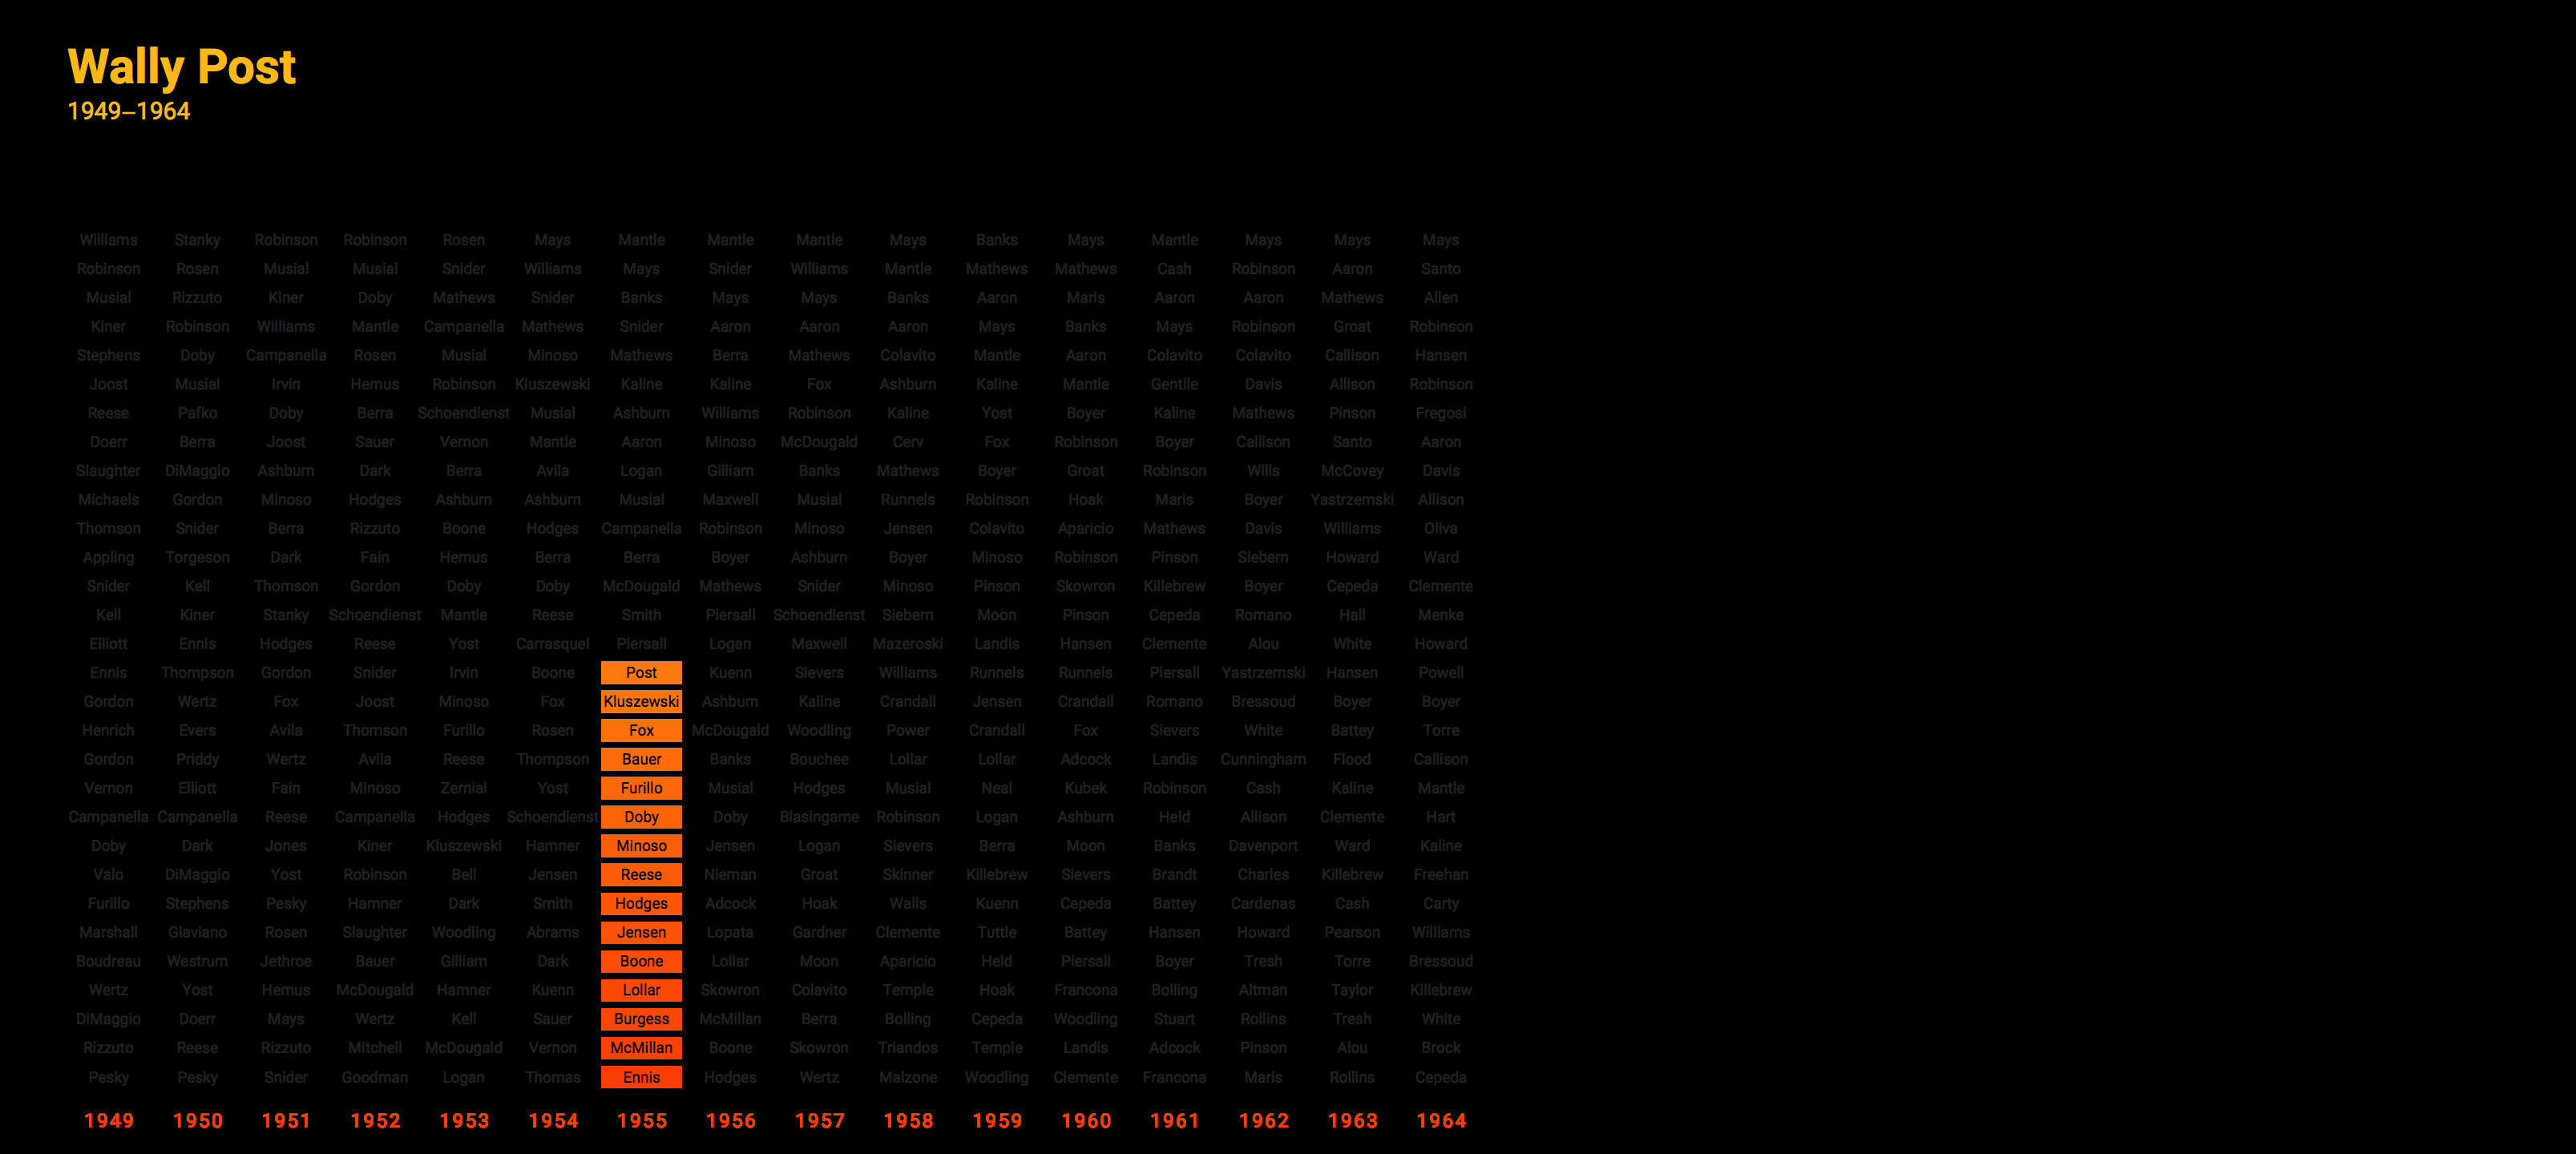 Wally Post
1949–1964
Williams Stanky Robinson Robinson Rosen Mays Mantle Mantle Mantle Mays Banks Mays Mantle Mays Mays Mays
Robinson Rosen Musial Musial Snider Williams Mays Snider Williams Mantle Mathews Mathews Cash Robinson Aaron Santo
Musial Rizzuto Kiner Doby Mathews Snider Banks Mays Mays Banks Aaron Maris Aaron Aaron Mathews Allen
Kiner Robinson Williams Mantle Campanella Mathews Snider Aaron Aaron Aaron Mays Banks Mays Robinson Groat Robinson
Stephens Doby Campanella Rosen Musial Minoso Mathews Berra Mathews Colavito Mantle Aaron Colavito Colavito Callison Hansen
Joost Musial Irvin Hemus Robinson Kluszewski Kaline Kaline Fox Ashburn Kaline Mantle Gentile Davis Allison Robinson
Reese Pafko Doby Berra Schoendienst Musial Ashburn Williams Robinson Kaline Yost Boyer Kaline Mathews Pinson Fregosi
Doerr Berra Joost Sauer Vernon Mantle Aaron Minoso McDougald Cerv Fox Robinson Boyer Callison Santo Aaron
Slaughter DiMaggio Ashburn Dark Berra Avila Logan Gilliam Banks Mathews Boyer Groat Robinson Wills McCovey Davis
Michaels Gordon Minoso Hodges Ashburn Ashburn Musial Maxwell Musial Runnels Robinson Hoak Maris Boyer Yastrzemski Allison
Thomson Snider Berra Rizzuto Boone Hodges Campanella Robinson Minoso Jensen Colavito Aparicio Mathews Davis Williams Oliva
Appling Torgeson Dark Fain Hemus Berra Berra Boyer Ashburn Boyer Minoso Robinson Pinson Siebern Howard Ward
Snider Kell Thomson Gordon Doby Doby McDougald Mathews Snider Minoso Pinson Skowron Killebrew Boyer Cepeda Clemente
Kell Kiner Stanky Schoendienst Mantle Reese Smith Piersall Schoendienst Siebern Moon Pinson Cepeda Romano Hall Menke
Elliott Ennis Hodges Reese Yost Carrasquel Piersall Logan Maxwell Mazeroski Landis Hansen Clemente Alou White Howard
Ennis Thompson Gordon Snider Irvin Boone Post Kuenn Sievers Williams Runnels Runnels Piersall Yastrzemski Hansen Powell
Gordon Wertz Fox Joost Minoso Fox Kluszewski Ashburn Kaline Crandall Jensen Crandall Romano Bressoud Boyer Boyer
Henrich Evers Avila Thomson Furillo Rosen Fox McDougald Woodling Power Crandall Fox Sievers White Battey Torre
Gordon Priddy Wertz Avila Reese Thompson Bauer Banks Bouchee Lollar Lollar Adcock Landis Cunningham Flood Callison
Vernon Elliott Fain Minoso Zernial Yost Furillo Musial Hodges Musial Neal Kubek Robinson Cash Kaline Mantle
Campanella Campanella Reese Campanella Hodges Schoendienst Doby Doby Blasingame Robinson Logan Ashburn Held Allison Clemente Hart
Doby Dark Jones Kiner Kluszewski Hamner Minoso Jensen Logan Sievers Berra Moon Banks Davenport Ward Kaline
Valo DiMaggio Yost Robinson Bell Jensen Reese Nieman Groat Skinner Killebrew Sievers Brandt Charles Killebrew Freehan
Furillo Stephens Pesky Hamner Dark Smith Hodges Adcock Hoak Walls Kuenn Cepeda Battey Cardenas Cash Carty
Marshall Glaviano Rosen Slaughter Woodling Abrams Jensen Lopata Gardner Clemente Tuttle Battey Hansen Howard Pearson Williams
Boudreau Westrum Jethroe Bauer Gilliam Dark Boone Lollar Moon Aparicio Held Piersall Boyer Tresh Torre Bressoud
Wertz Yost Hemus McDougald Hamner Kuenn Lollar Skowron Colavito Temple Hoak Francona Bolling Altman Taylor Killebrew
DiMaggio Doerr Mays Wertz Kell Sauer Burgess McMillan Berra Bolling Cepeda Woodling Stuart Rollins Tresh White
Rizzuto Reese Rizzuto Mitchell McDougald Vernon McMillan Boone Skowron Triandos Temple Landis Adcock Pinson Alou Brock
Pesky Pesky Snider Goodman Logan Thomas Ennis Hodges Wertz Malzone Woodling Clemente Francona Maris Rollins Cepeda
1949 1950 1951 1952 1953 1954 1955 1956 1957 1958 1959 1960 1961 1962 1963 1964